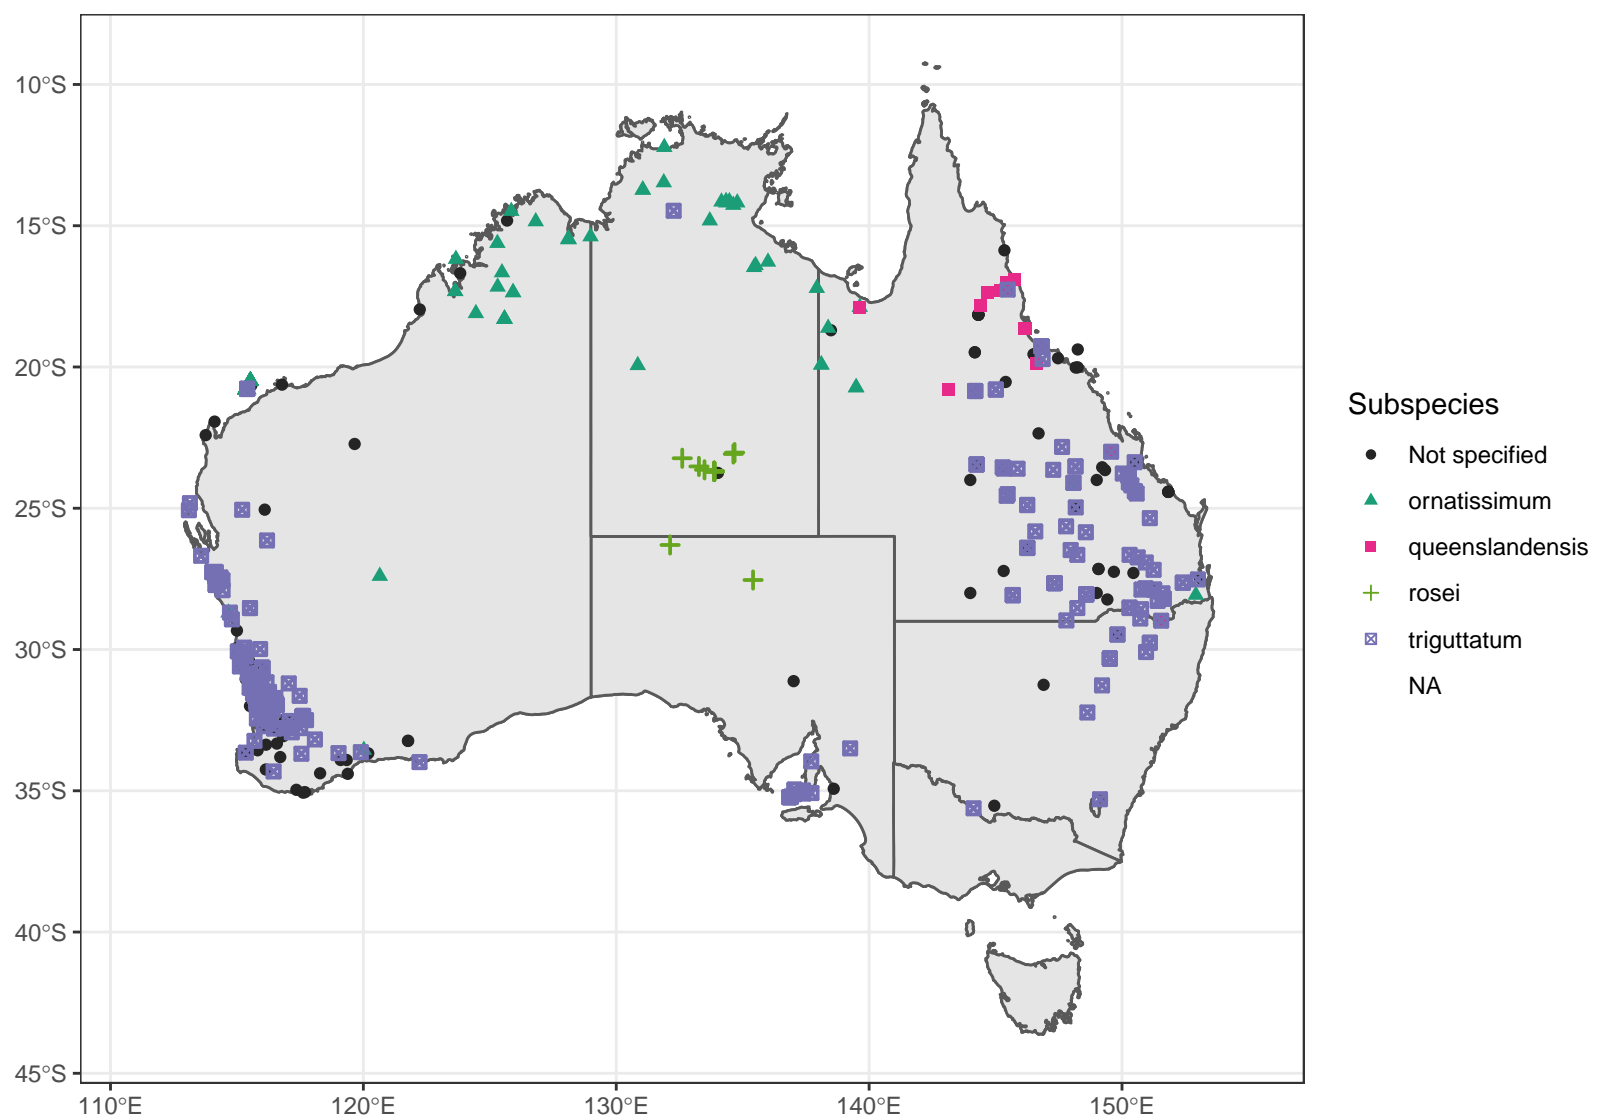 10°S
15°S
20°S
25°S
30°S
35°S
40°S
45°S
110°E
120°E
130°E
140°E
150°E
Subspecies
Not specified
ornatissimum
queenslandensis
rosei
triguttatum
NA